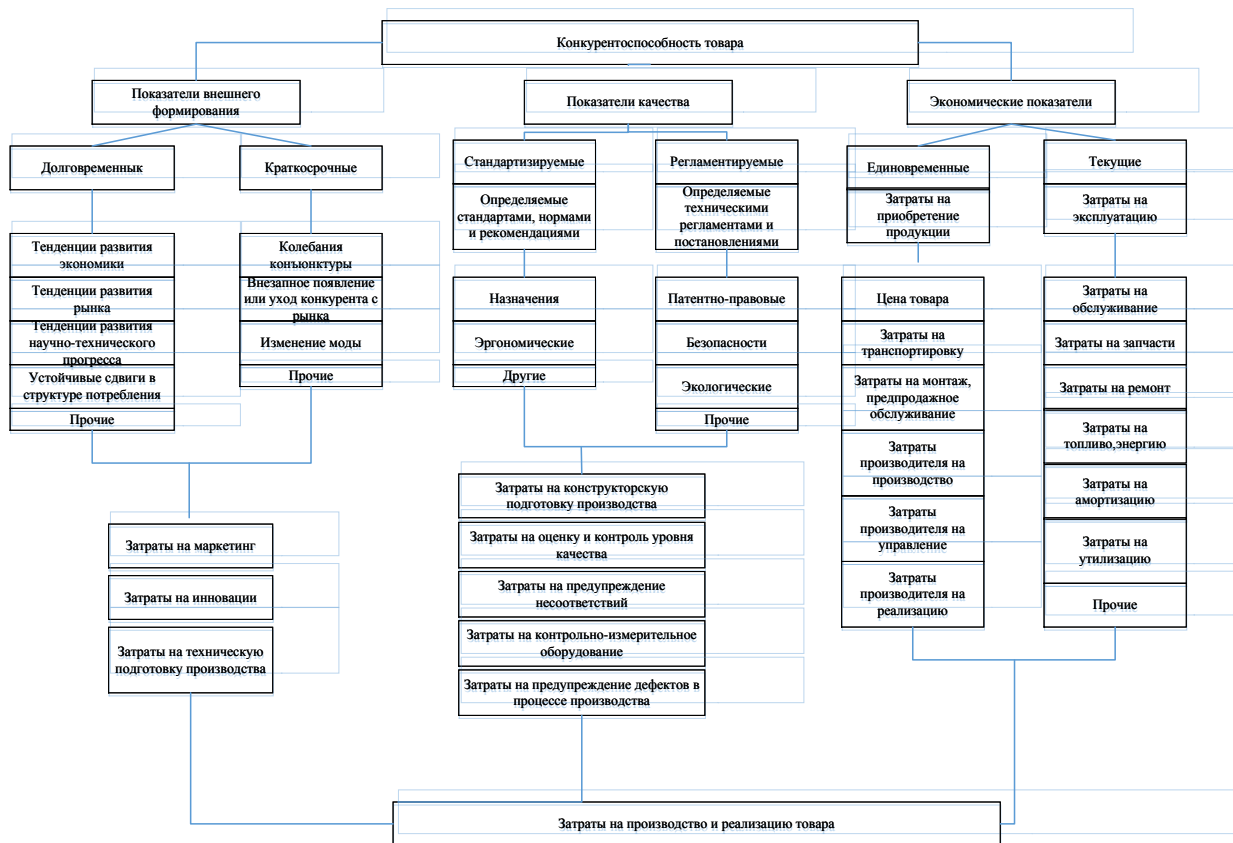 Конкурентоспособность товара
Показатели внешнего
формирования
Показатели качества
Экономические показатели
Долговременнык
Краткосрочные
Стандартизируемые
Регламентируемые
Единовременные
Текущие
Определяемые
стандартами, нормами
и рекомендациями
Определяемые
техническими
регламентами и
постановлениями
Затраты на
приобретение
продукции
Затраты на
эксплуатацию
Тенденции развития
экономики
Тенденции развития
рынка
Тенденции развития
научно-технического
прогресса
Устойчивые сдвиги в
структуре потребления
Прочие
Колебания
конъюнктуры
Внезапное появление
или уход конкурента с
рынка
Изменение моды
Прочие
Назначения
Эргономические
Другие
Патентно-правовые
Безопасности
Экологические
Прочие
Цена товара
Затраты на
транспортировку
Затраты на монтаж,
предпродажное
обслуживание
Затраты
производителя на
производство
Затраты
производителя на
управление
Затраты
производителя на
реализацию
Затраты на
обслуживание
Затраты на запчасти
Затраты на ремонт
Затраты на
топливо,энергию
Затраты на
амортизацию
Затраты на
утилизацию
Прочие
Затраты на маркетинг
Затраты на инновации
Затраты на техническую
подготовку производства
Затраты на конструкторскую
подготовку производства
Затраты на оценку и контроль уровня
качества
Затраты на предупреждение
несоответствий
Затраты на контрольно-измерительное
оборудование
Затраты на предупреждение дефектов в
процессе производства
Затраты на производство и реализацию товара